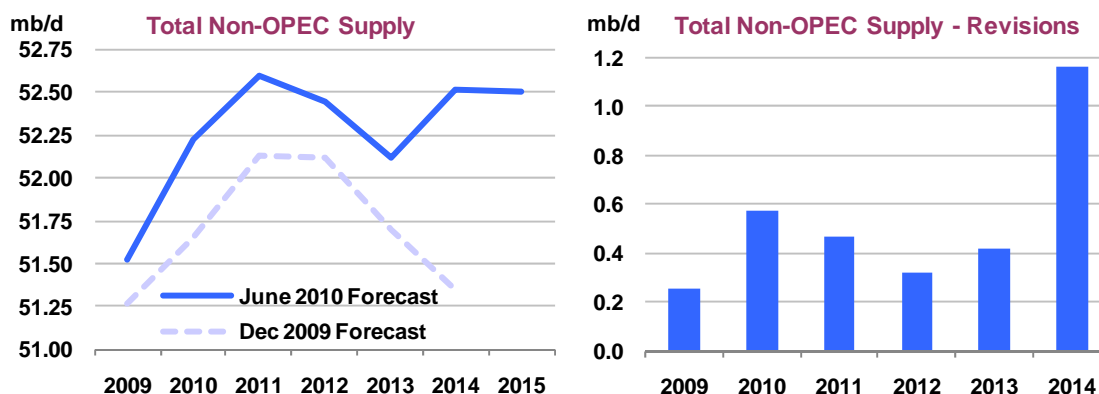 mb/d Total Non-OPEC Supply
52.75
52.50
52.25
52.00
51.75
51.50
51.25
51.00
June 2010 Forecast
Dec 2009 Forecast
2009 2010 2011 2012 2013 2014 2015
mb/d Total Non-OPEC Supply - Revisions
1.2
1.0
0.8
0.6
0.4
0.2
0.0
2009 2010 2011 2012 2013 2014